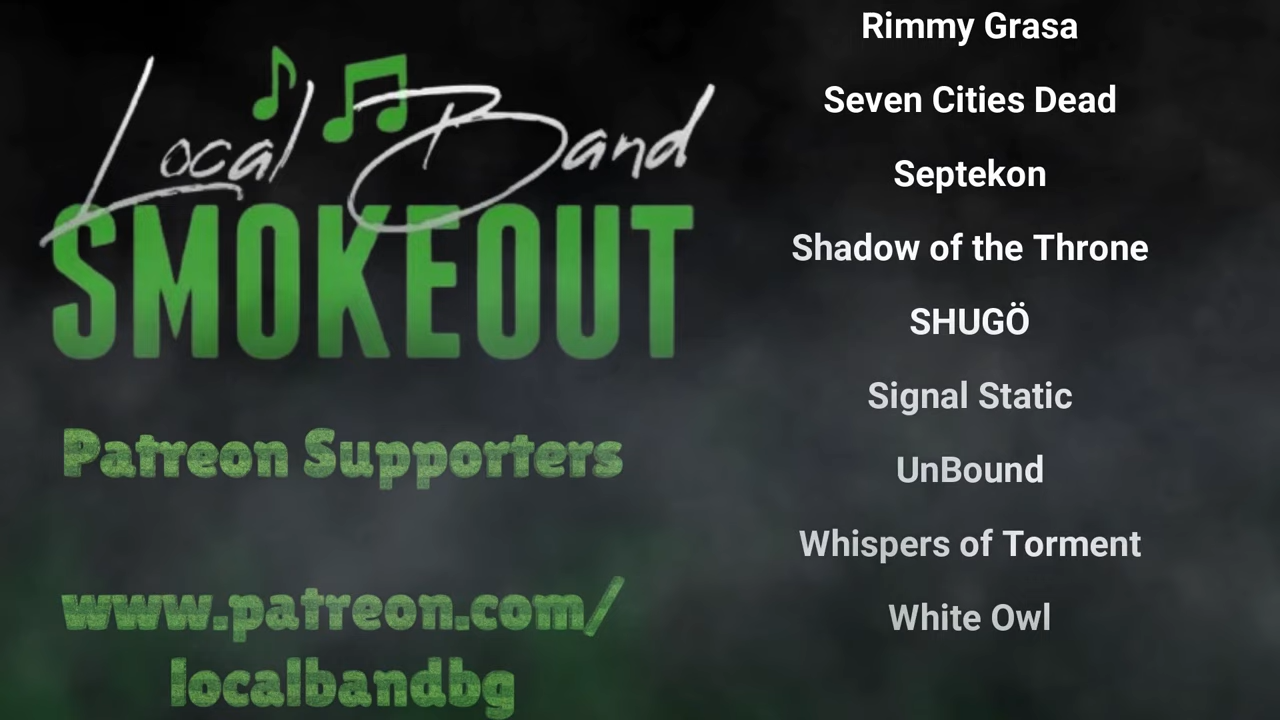 Local Band
SMOKEOUT
Patreon Supporters
www.patreon.com/
localbandbg
Rimmy Grasa
Seven Cities Dead
Septekon
Shadow of the Throne
SHUGÖ
Signal Static
UnBound
Whispers of Torment
White Owl